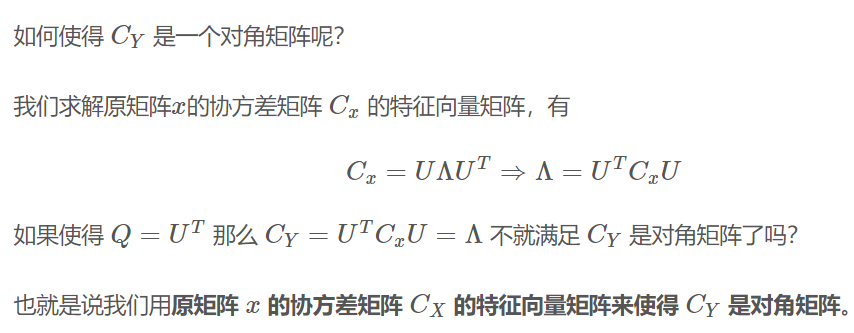 如何使得 $C_Y$ 是一个对角矩阵呢？
我们求解原矩阵$x$的协方差矩阵 $C_x$ 的特征向量矩阵，有
$C_x = U\Lambda U^T \Rightarrow \Lambda = U^T C_x U$
如果使得 $Q = U^T$ 那么 $C_Y = U^T C_x U = \Lambda$ 不就满足 $C_Y$ 是对角矩阵了吗？
也就是说我们用原矩阵 $x$ 的协方差矩阵 $C_X$ 的特征向量矩阵来使得 $C_Y$ 是对角矩阵。